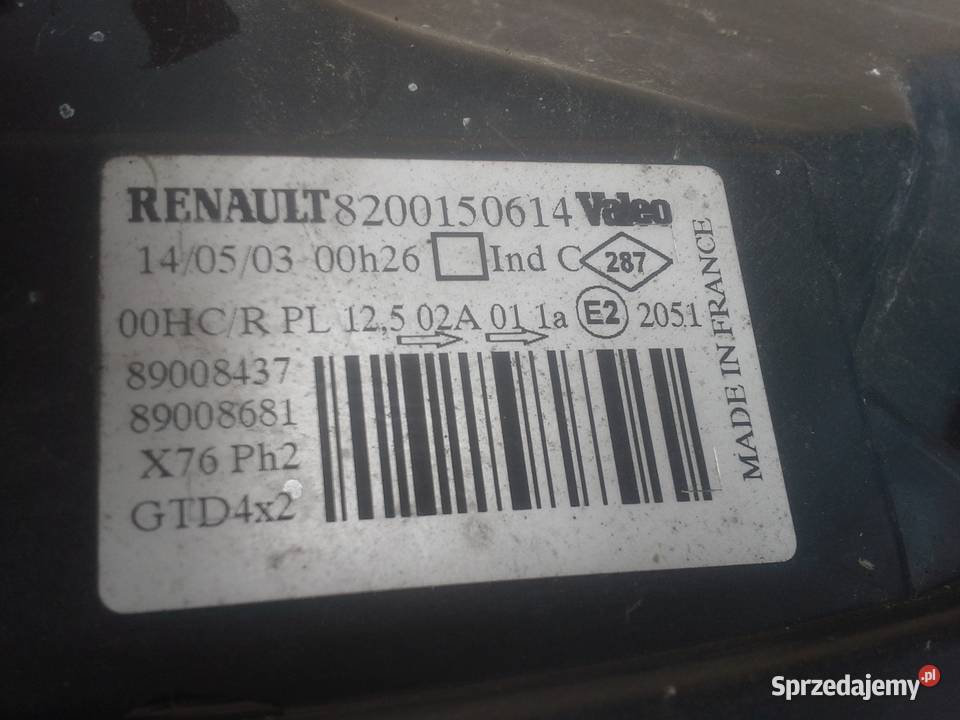 RENAULT 8200150614 Valeo
14/05/03 00h26 Ind C 287
00HC/R PL 12,5 02A 01 1a E2 2051
89008437
89008681
X76 Ph2
GTD4x2
MADE IN FRANCE
Sprzedajemy.pl